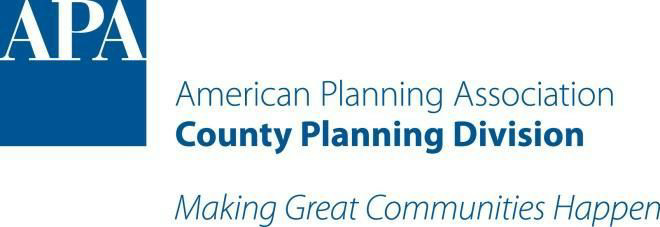 APA
American Planning Association
County Planning Division
Making Great Communities Happen